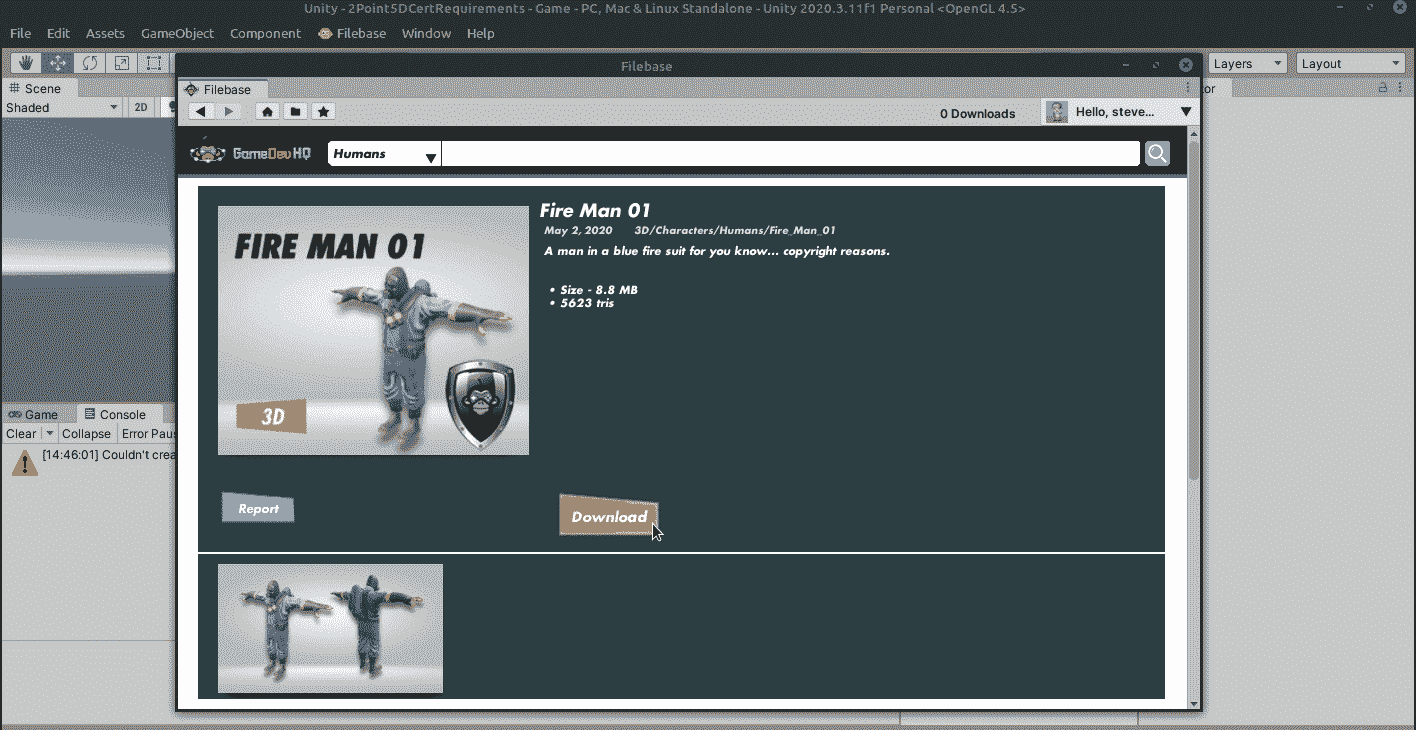 Unity - 2Point5DCertRequirements - Game - PC, Mac & Linux Standalone - Unity 2020.3.11f1 Personal <OpenGL 4.5>
File Edit Assets GameObject Component Filebase Window Help
Filebase
Layers Layout
Scene
Filebase
or
Shaded 2D
0 Downloads Hello, steve...
GameDevHQ Humans
FIRE MAN 01
3D
Fire Man 01
May 2, 2020 3D/Characters/Humans/Fire_Man_01
A man in a blue fire suit for you know... copyright reasons.
• Size - 8.8 MB
• 5623 tris
Game Console
Clear Collapse Error Paus
[14:46:01] Couldn't crea
Report Download